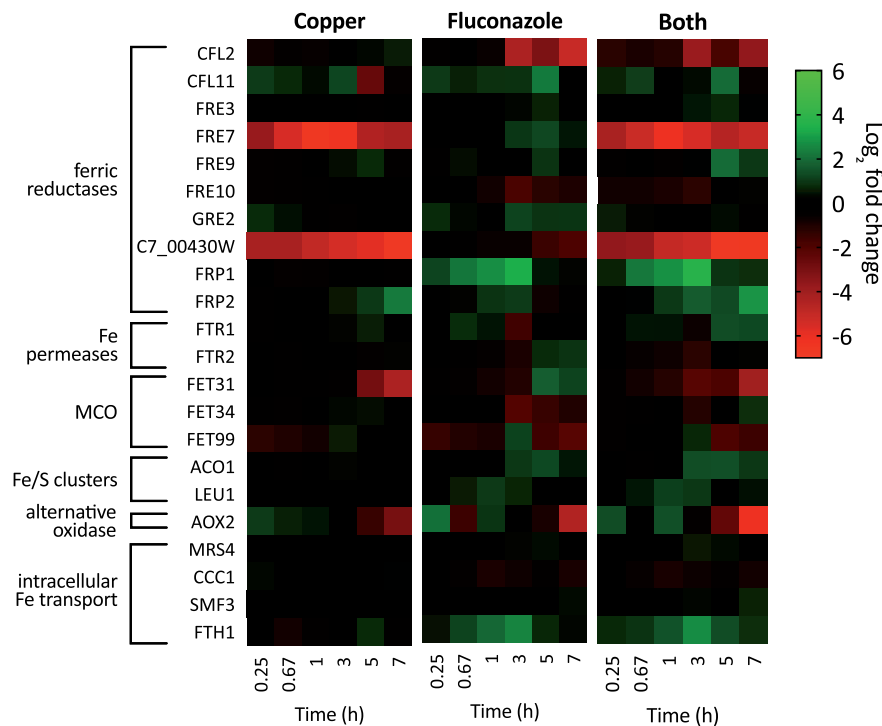 Copper Fluconazole Both
ferric
reductases
Fe
permeases
MCO
Fe/S clusters
alternative
oxidase
intracellular
Fe transport
CFL2
CFL11
FRE3
FRE7
FRE9
FRE10
GRE2
C7_00430W
FRP1
FRP2
FTR1
FTR2
FET31
FET34
FET99
ACO1
LEU1
AOX2
MRS4
CCC1
SMF3
FTH1
6
4
2
0
-2
-4
-6
Log₂ fold change
0.25 0.67 1 3 5 7 0.25 0.67 1 3 5 7 0.25 0.67 1 3 5 7
Time (h) Time (h) Time (h)